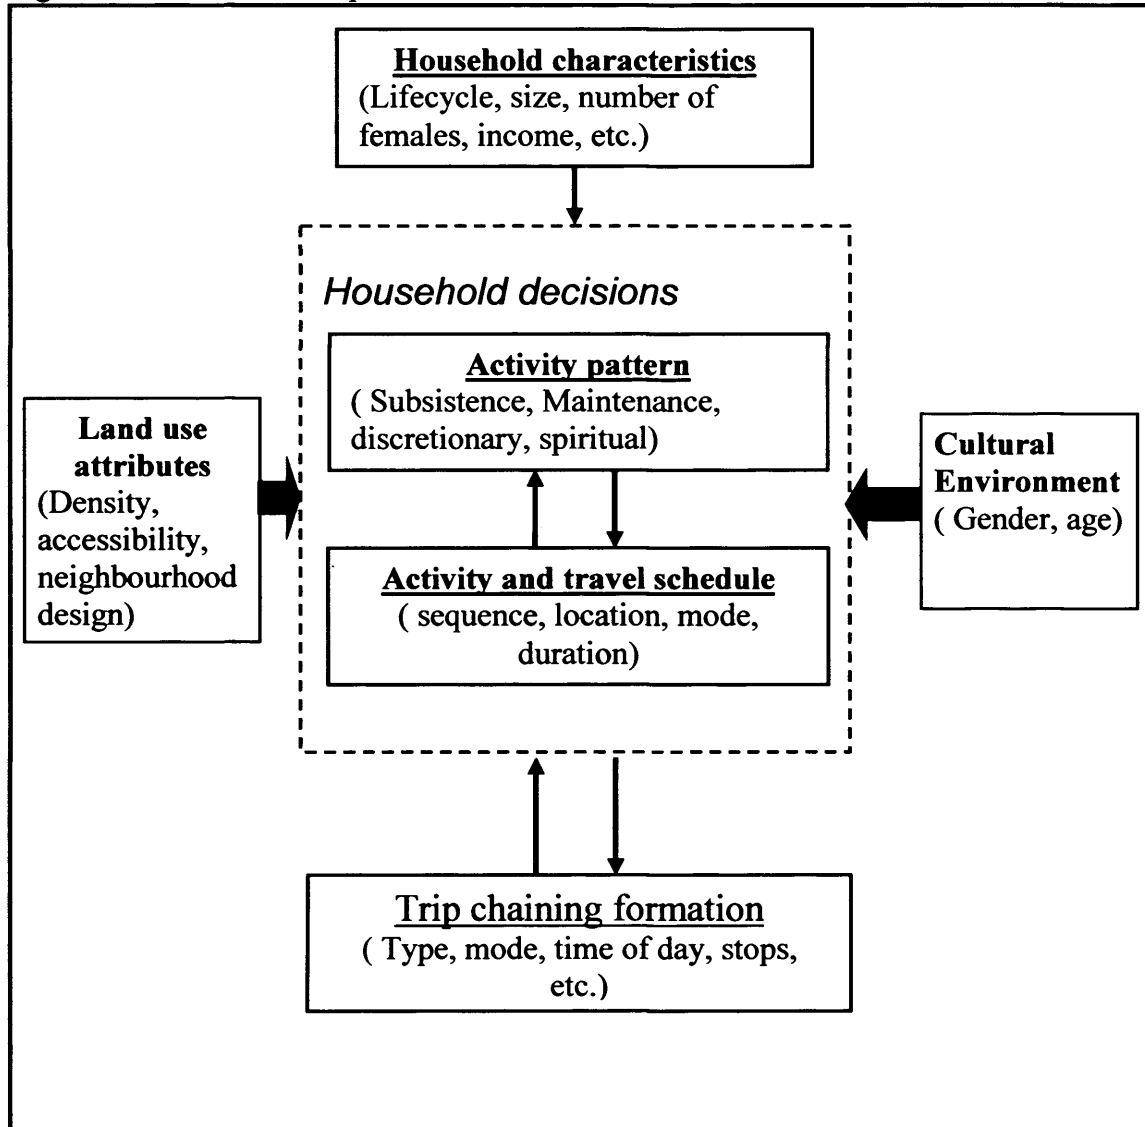 Household characteristics
(Lifecycle, size, number of
females, income, etc.)
Household decisions
Activity pattern
( Subsistence, Maintenance,
discretionary, spiritual)
Land use
attributes
(Density,
accessibility,
neighbourhood
design)
Cultural
Environment
( Gender, age)
Activity and travel schedule
( sequence, location, mode,
duration)
Trip chaining formation
( Type, mode, time of day, stops,
etc.)